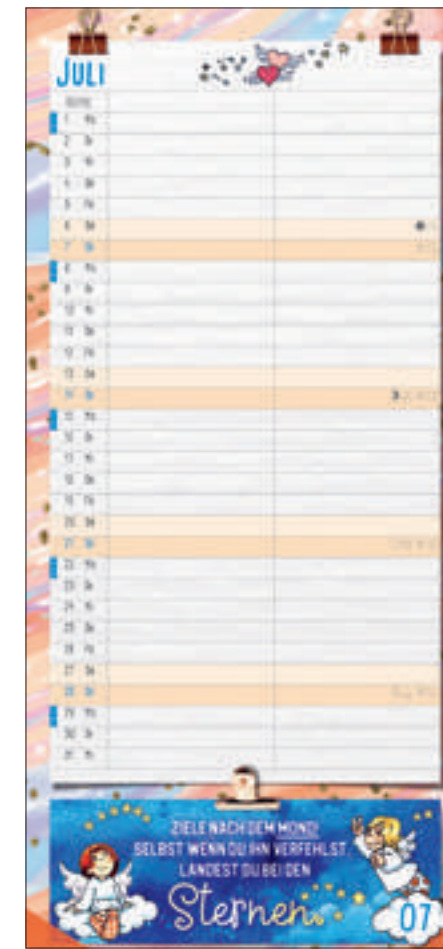 JULI
1 Mo
2 Di
3 Mi
4 Do
5 Fr
6 Sa
7 So
8 Mo
9 Di
10 Mi
11 Do
12 Fr
13 Sa
14 So
15 Mo
16 Di
17 Mi
18 Do
19 Fr
20 Sa
21 So
22 Mo
23 Di
24 Mi
25 Do
26 Fr
27 Sa
28 So
29 Mo
30 Di
31 Mi
ZIELE NACH DEM MOND!
SELBST WENN DU IHN VERFEHLST,
LANDEST DU BEI DEN
Sternen.
07